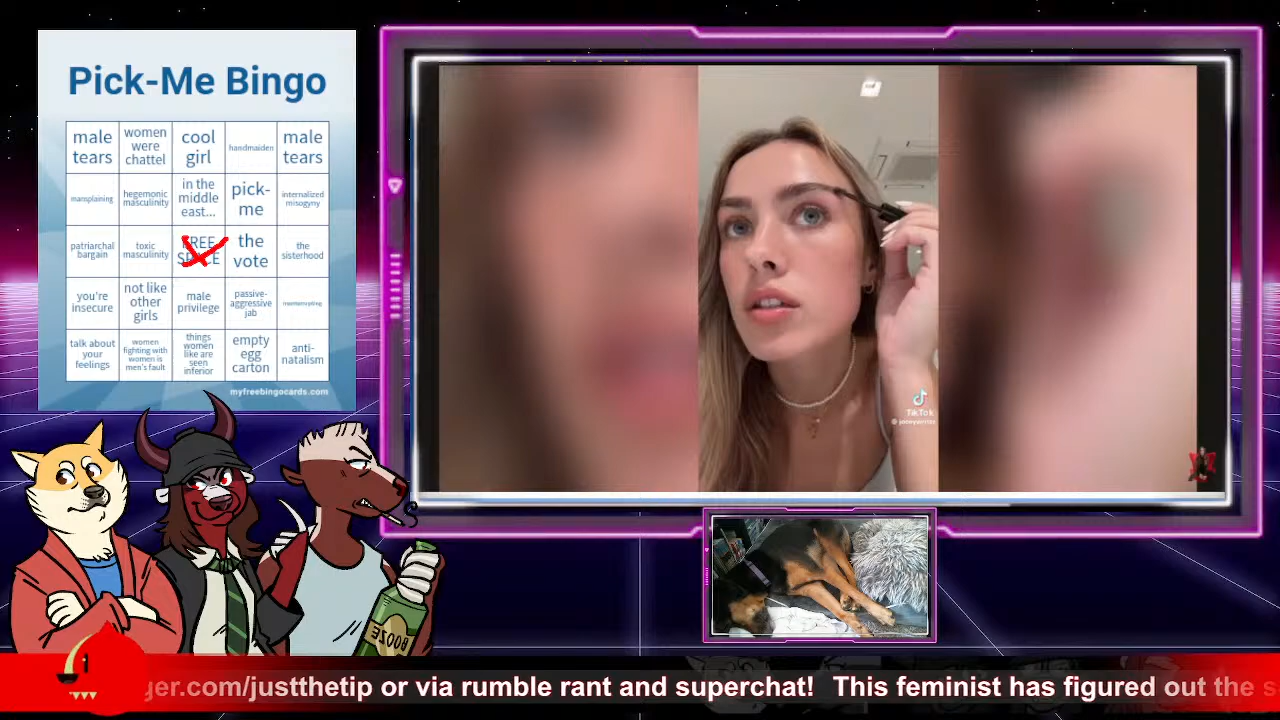 Pick-Me Bingo
male tears
women were chattel
cool girl
handmaiden
male tears
mansplaining
hegemonic masculinity
in the middle east...
pick-me
internalized misogyny
patriarchal bargain
toxic masculinity
FREE SPACE
the vote
the sisterhood
you're insecure
not like other girls
male privilege
passive-aggressive jab
manterrupting
talk about your feelings
women fighting with women is men's fault
things women like are seen inferior
empty egg carton
anti-natalism
myfreebingocards.com
TikTok
BOOZE
ger.com/justthetip or via rumble rant and superchat! This feminist has figured out the s